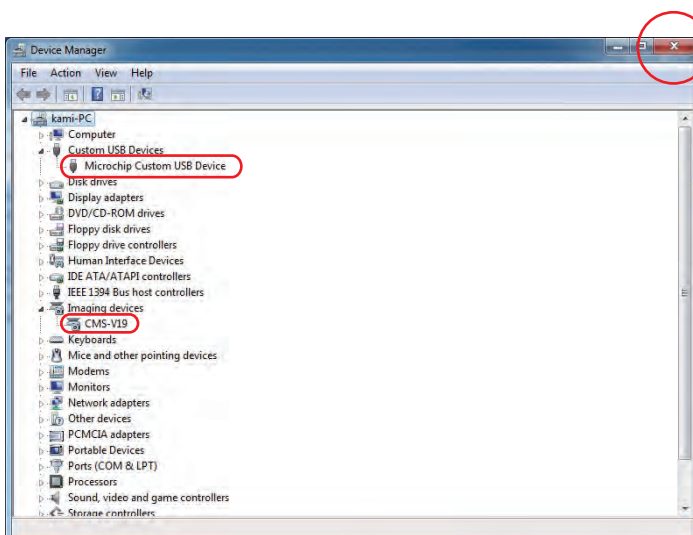 Device Manager
File Action View Help
kami-PC
Computer
Custom USB Devices
Microchip Custom USB Device
Disk drives
Display adapters
DVD/CD-ROM drives
Floppy disk drives
Floppy drive controllers
Human Interface Devices
IDE ATA/ATAPI controllers
IEEE 1394 Bus host controllers
Imaging devices
CMS-V19
Keyboards
Mice and other pointing devices
Modems
Monitors
Network adapters
Other devices
PCMCIA adapters
Portable Devices
Ports (COM & LPT)
Processors
Sound, video and game controllers
Storage controllers